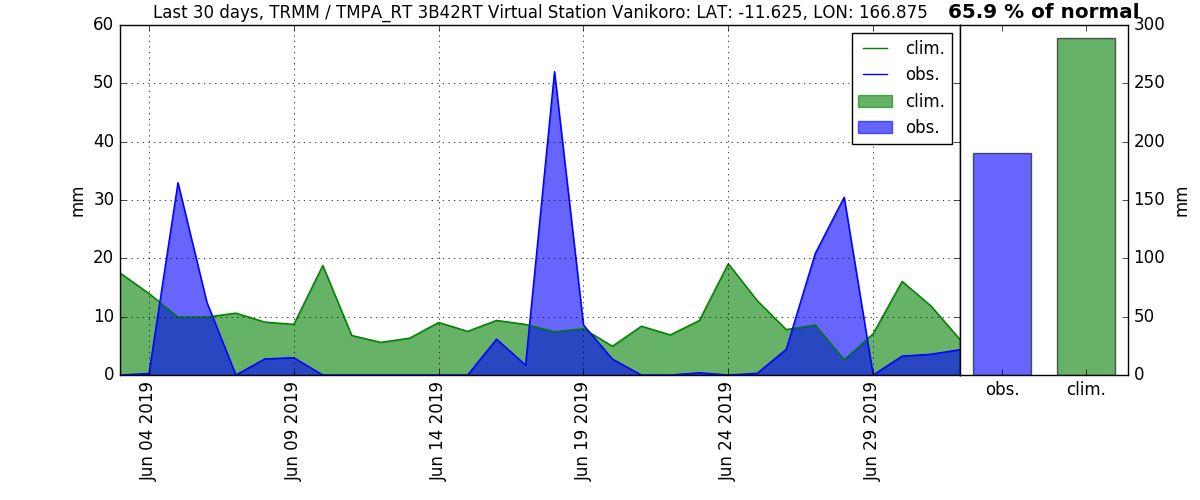 Last 30 days, TRMM / TMPA_RT 3B42RT Virtual Station Vanikoro: LAT: -11.625, LON: 166.875
65.9 % of normal
60
50
40
30
20
10
0
mm
clim.
obs.
clim.
obs.
300
250
200
150
100
50
0
mm
Jun 04 2019
Jun 09 2019
Jun 14 2019
Jun 19 2019
Jun 24 2019
Jun 29 2019
obs.
clim.